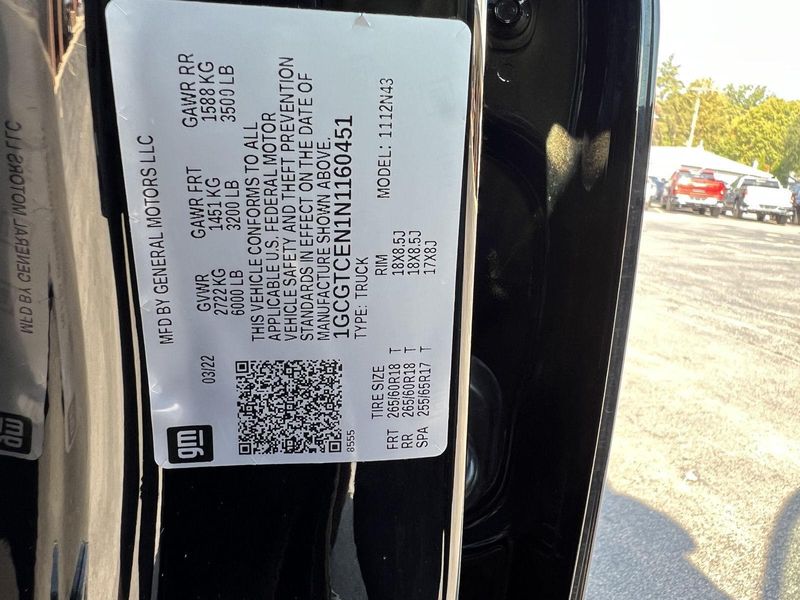 MFD BY GENERAL MOTORS LLC
03/22
GVWR GAWR FRT GAWR RR
2722 KG 1451 KG 1588 KG
6000 LB 3200 LB 3500 LB
THIS VEHICLE CONFORMS TO ALL
APPLICABLE U.S. FEDERAL MOTOR
VEHICLE SAFETY AND THEFT PREVENTION
STANDARDS IN EFFECT ON THE DATE OF
MANUFACTURE SHOWN ABOVE.
1GCGTCEN1N1160451
TYPE: TRUCK MODEL: 1112N43
gm
8555
TIRE SIZE RIM
FRT 265/60R18 T 18X8.5J
RR 265/60R18 T 18X8.5J
SPA 255/65R17 T 17X8J